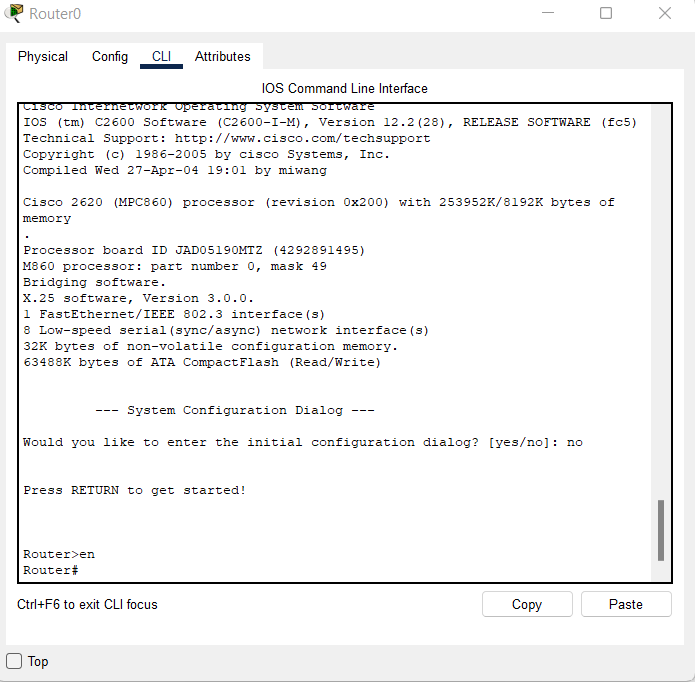 Router0
Physical Config CLI Attributes
IOS Command Line Interface
Cisco Internetwork Operating System Software
IOS (tm) C2600 Software (C2600-I-M), Version 12.2(28), RELEASE SOFTWARE (fc5)
Technical Support: http://www.cisco.com/techsupport
Copyright (c) 1986-2005 by cisco Systems, Inc.
Compiled Wed 27-Apr-04 19:01 by miwang
Cisco 2620 (MPC860) processor (revision 0x200) with 253952K/8192K bytes of
memory
.
Processor board ID JAD05190MTZ (4292891495)
M860 processor: part number 0, mask 49
Bridging software.
X.25 software, Version 3.0.0.
1 FastEthernet/IEEE 802.3 interface(s)
8 Low-speed serial(sync/async) network interface(s)
32K bytes of non-volatile configuration memory.
63488K bytes of ATA CompactFlash (Read/Write)
--- System Configuration Dialog ---
Would you like to enter the initial configuration dialog? [yes/no]: no
Press RETURN to get started!
Router>en
Router#
Ctrl+F6 to exit CLI focus
Copy Paste
Top